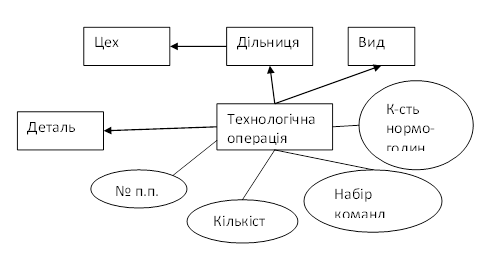 Цех
Дільниця
Вид
Деталь
Технологічна
операція
К-сть
нормо-
годин
№ п.п.
Кількіст
Набір
команд